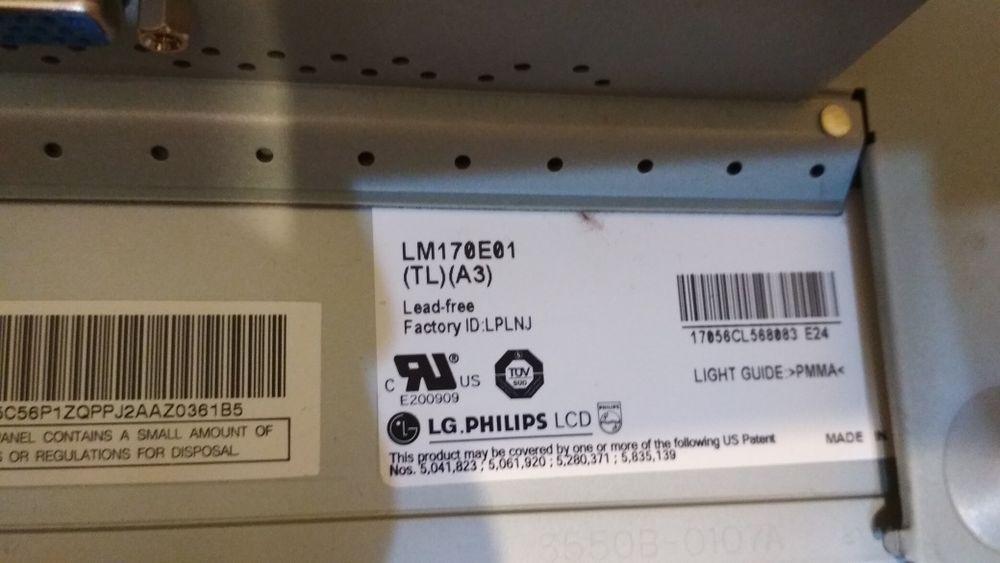 LM170E01
(TL)(A3)
Lead-free
Factory ID:LPLNJ
17056CL568083 E24
LIGHT GUIDE:>PMMA<
C US
E200909
TÜV
SÜD
LG.PHILIPS LCD
PHILIPS
This product may be covered by one or more of the following US Patent
Nos. 5,041,823 ; 5,061,920 ; 5,280,371 ; 5,835,139
MADE
5C56P1ZQPPJ2AAZ0361B5
ANEL CONTAINS A SMALL AMOUNT OF
S OR REGULATIONS FOR DISPOSAL
3550B-0107A